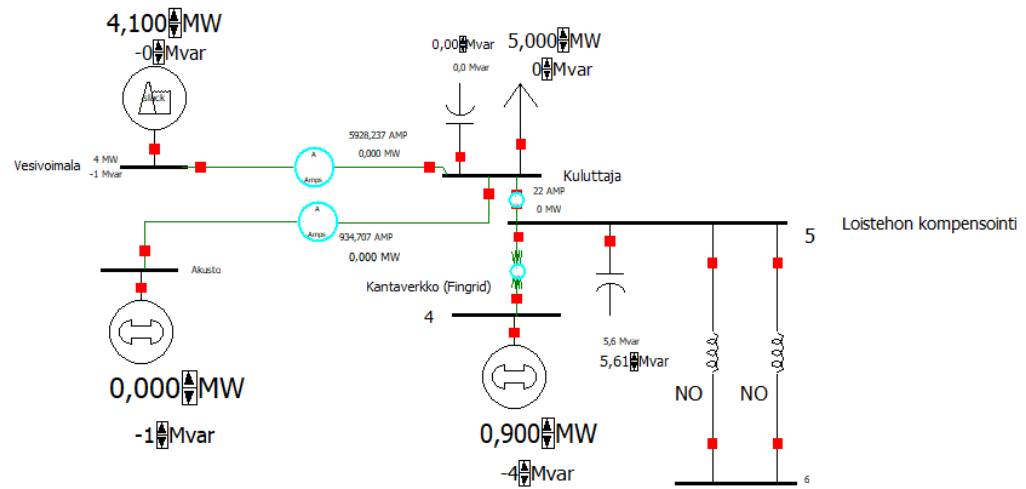 4,100 MW
-0 Mvar
slack
Vesivoimala
4 MW
-1 Mvar
A
Amps
5928,237 AMP
0,000 MW
0,00 Mvar
0,0 Mvar
5,000 MW
0 Mvar
Kuluttaja
22 AMP
0 MW
A
Amps
934,707 AMP
0,000 MW
Akusto
0,000 MW
-1 Mvar
5
Loistehon kompensointi
Kantaverkko (Fingrid)
4
0,900 MW
-4 Mvar
5,6 Mvar
5,61 Mvar
NO
NO
6